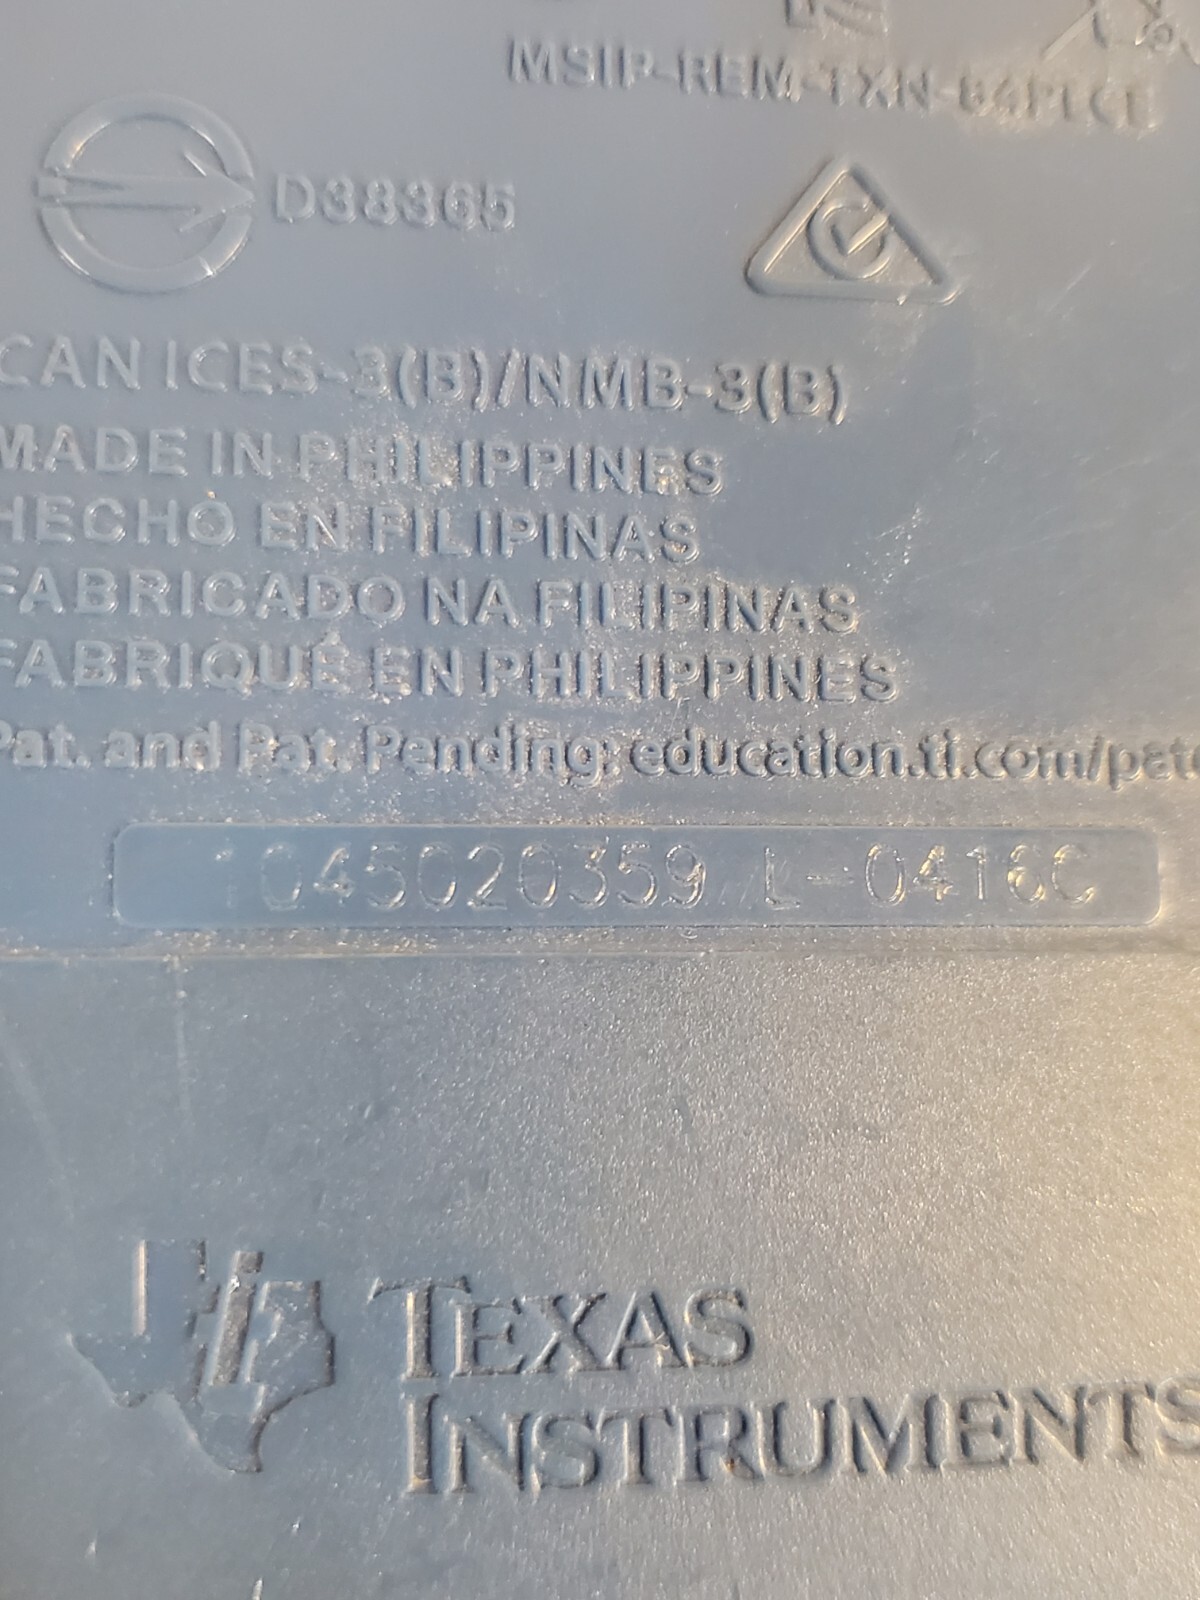 MSIP-REM-TXN-84PLCE
D38365
CAN ICES-3(B)/NMB-3(B)
MADE IN PHILIPPINES
HECHO EN FILIPINAS
FABRICADO NA FILIPINAS
FABRIQUÉ EN PHILIPPINES
Pat. and Pat. Pending: education.ti.com/pate
1045020359 L-0416C
TEXAS
INSTRUMENTS